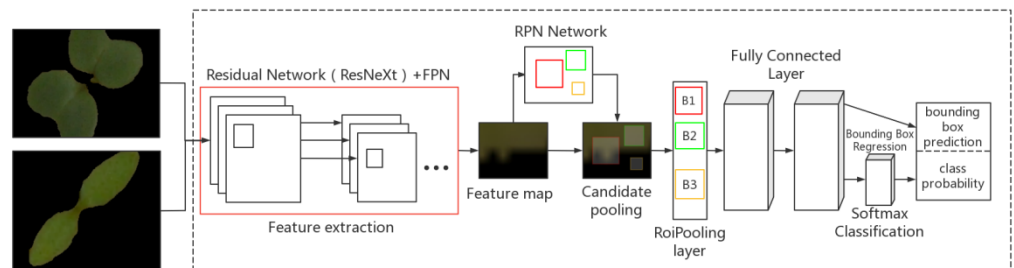 RPN Network
Residual Network（ResNeXt）+FPN
Fully Connected
Layer
B1
B2
B3
Bounding Box
Regression
bounding
box
prediction
class
probability
Feature map
Candidate
pooling
Feature extraction
RoiPooling
layer
Softmax
Classification